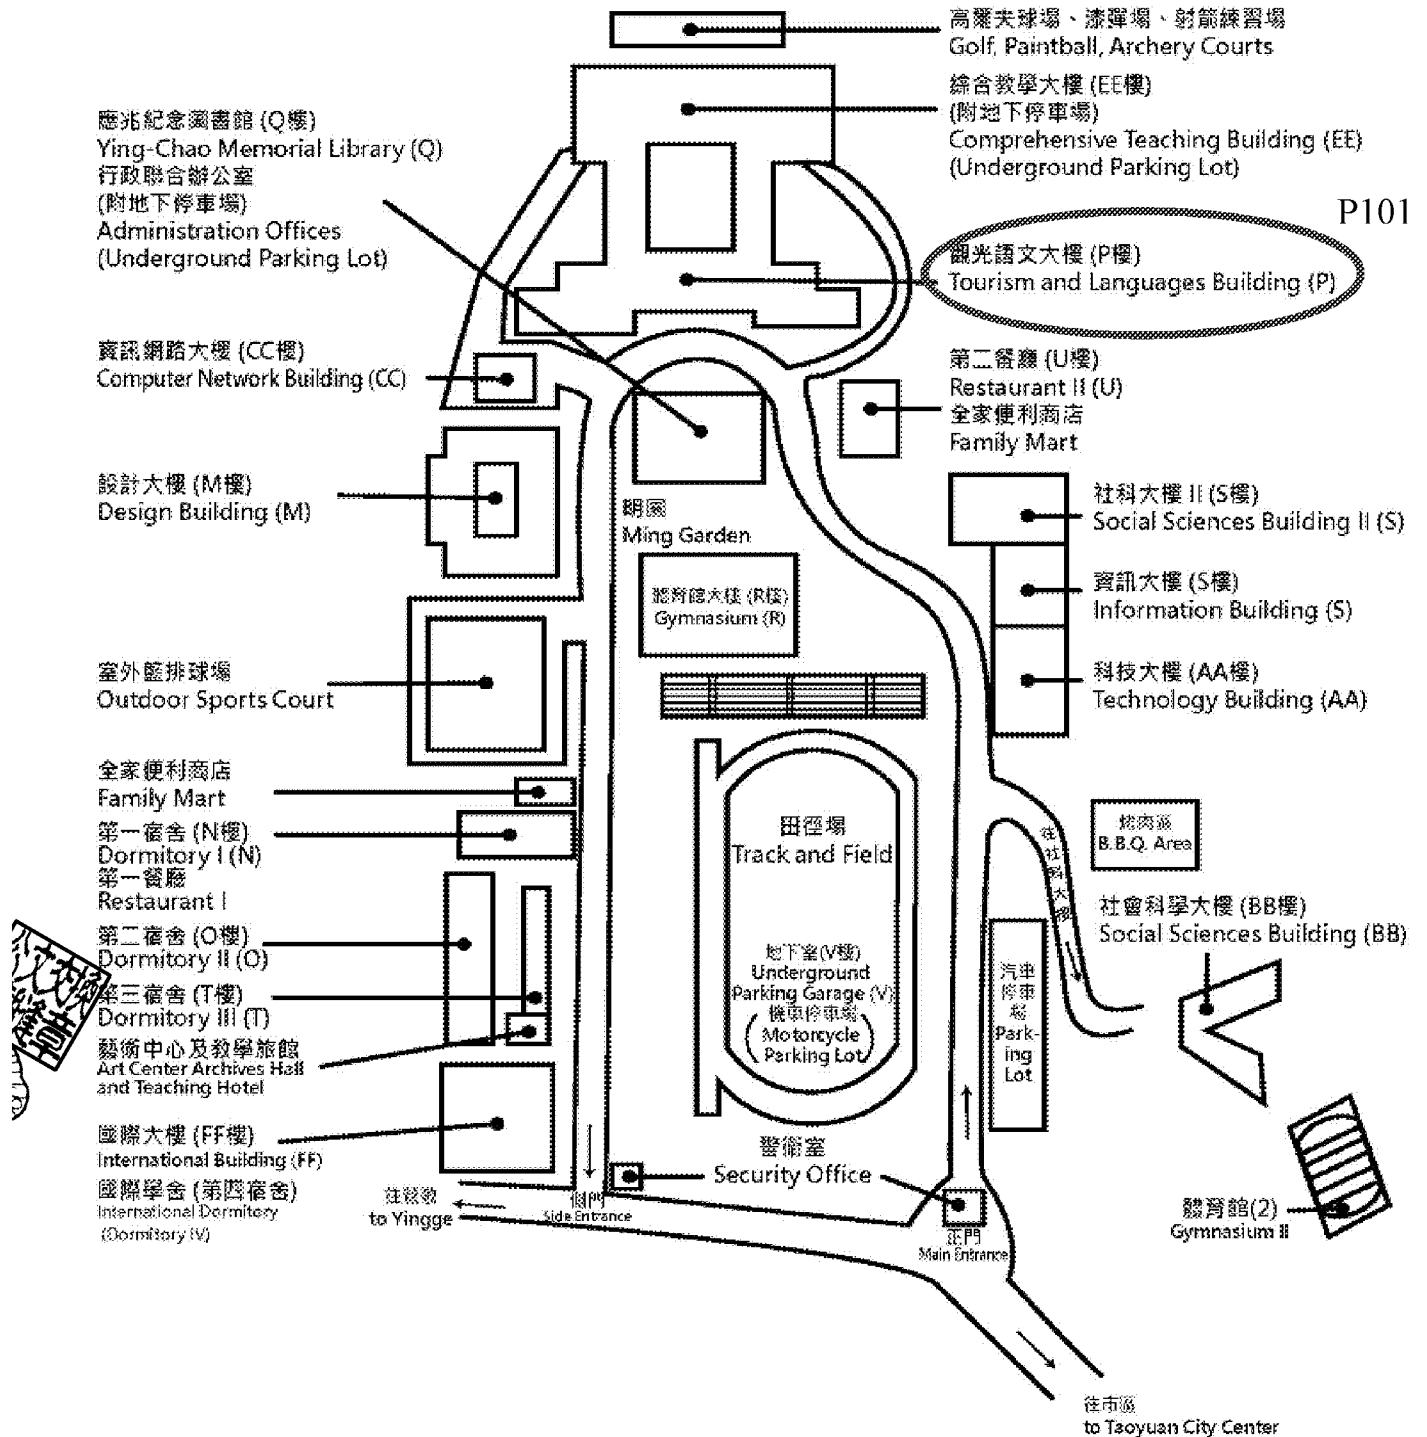 高爾夫球場、漆彈場、射箭練習場
Golf, Paintball, Archery Courts
綜合教學大樓 (EE樓)
(附地下停車場)
Comprehensive Teaching Building (EE)
(Underground Parking Lot)
P101
觀光語文大樓 (P樓)
Tourism and Languages Building (P)
應兆紀念圖書館 (Q樓)
Ying-Chao Memorial Library (Q)
行政聯合辦公室
(附地下停車場)
Administration Offices
(Underground Parking Lot)
資訊網路大樓 (CC樓)
Computer Network Building (CC)
第二餐廳 (U樓)
Restaurant II (U)
全家便利商店
Family Mart
設計大樓 (M樓)
Design Building (M)
明園
Ming Garden
體育館大樓 (R樓)
Gymnasium (R)
社科大樓 II (S樓)
Social Sciences Building II (S)
資訊大樓 (S樓)
Information Building (S)
科技大樓 (AA樓)
Technology Building (AA)
室外籃排球場
Outdoor Sports Court
全家便利商店
Family Mart
第一宿舍 (N樓)
Dormitory I (N)
第一餐廳
Restaurant I
第二宿舍 (O樓)
Dormitory II (O)
第三宿舍 (T樓)
Dormitory III (T)
藝術中心及教學旅館
Art Center Archives Hall
and Teaching Hotel
國際大樓 (FF樓)
International Building (FF)
國際學舍 (第四宿舍)
International Dormitory
(Dormitory IV)
田徑場
Track and Field
地下室(V樓)
Underground
Parking Garage (V)
機車停車場
Motorcycle
Parking Lot
往社科大樓
烤肉區
B.B.Q. Area
社會科學大樓 (BB樓)
Social Sciences Building (BB)
汽車
停車
場
Park-
ing
Lot
警衛室
Security Office
往鶯歌
to Yingge
側門
Side Entrance
正門
Main Entrance
體育館(2)
Gymnasium II
往市區
to Taoyuan City Center